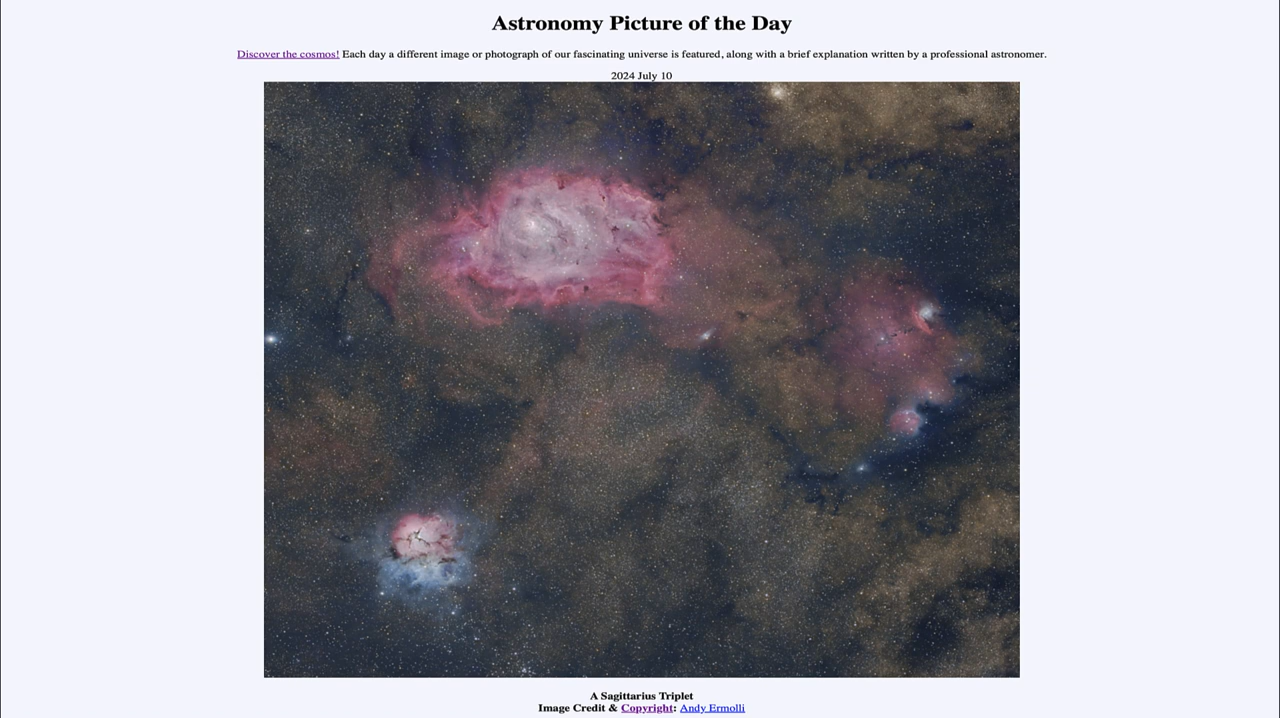 Astronomy Picture of the Day
Discover the cosmos! Each day a different image or photograph of our fascinating universe is featured, along with a brief explanation written by a professional astronomer.
2024 July 10
A Sagittarius Triplet
Image Credit & Copyright: Andy Ermolli